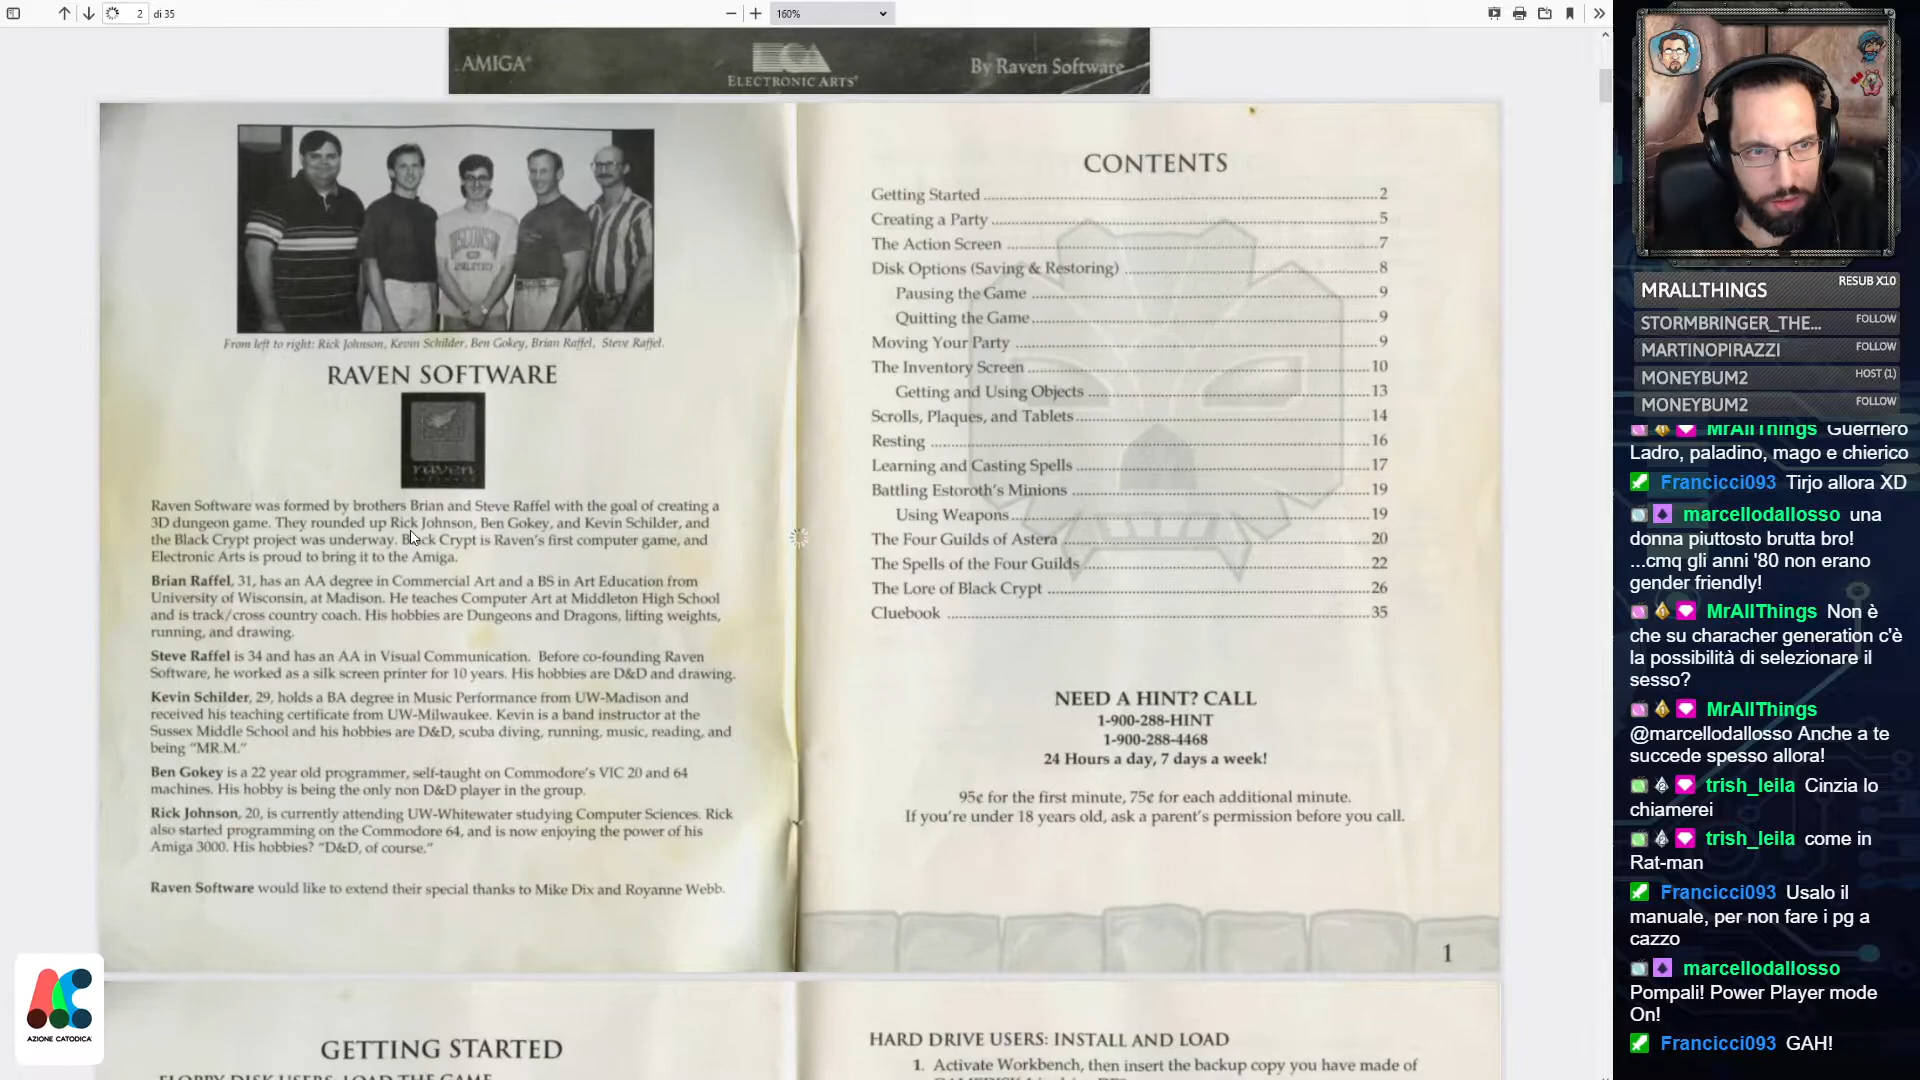 2
di 35
160%
AMIGA®
ELECTRONIC ARTS®
By Raven Software
From left to right: Rick Johnson, Kevin Schilder, Ben Gokey, Brian Raffel, Steve Raffel.
RAVEN SOFTWARE
raven
Raven Software was formed by brothers Brian and Steve Raffel with the goal of creating a
3D dungeon game. They rounded up Rick Johnson, Ben Gokey, and Kevin Schilder, and
the Black Crypt project was underway. Black Crypt is Raven's first computer game, and
Electronic Arts is proud to bring it to the Amiga.
Brian Raffel, 31, has an AA degree in Commercial Art and a BS in Art Education from
University of Wisconsin, at Madison. He teaches Computer Art at Middleton High School
and is track/cross country coach. His hobbies are Dungeons and Dragons, lifting weights,
running, and drawing.
Steve Raffel is 34 and has an AA in Visual Communication. Before co-founding Raven
Software, he worked as a silk screen printer for 10 years. His hobbies are D&D and drawing.
Kevin Schilder, 29, holds a BA degree in Music Performance from UW-Madison and
received his teaching certificate from UW-Milwaukee. Kevin is a band instructor at the
Sussex Middle School and his hobbies are D&D, scuba diving, running, music, reading, and
being "MR.M."
Ben Gokey is a 22 year old programmer, self-taught on Commodore's VIC 20 and 64
machines. His hobby is being the only non D&D player in the group.
Rick Johnson, 20, is currently attending UW-Whitewater studying Computer Sciences. Rick
also started programming on the Commodore 64, and is now enjoying the power of his
Amiga 3000. His hobbies? "D&D, of course."
Raven Software would like to extend their special thanks to Mike Dix and Royanne Webb.
CONTENTS
Getting Started 2
Creating a Party 5
The Action Screen 7
Disk Options (Saving & Restoring) 8
Pausing the Game 9
Quitting the Game 9
Moving Your Party 9
The Inventory Screen 10
Getting and Using Objects 13
Scrolls, Plaques, and Tablets 14
Resting 16
Learning and Casting Spells 17
Battling Estoroth's Minions 19
Using Weapons 19
The Four Guilds of Astera 20
The Spells of the Four Guilds 22
The Lore of Black Crypt 26
Cluebook 35
NEED A HINT? CALL
1-900-288-HINT
1-900-288-4468
24 Hours a day, 7 days a week!
95¢ for the first minute, 75¢ for each additional minute.
If you're under 18 years old, ask a parent's permission before you call.
1
GETTING STARTED
FLOPPY DISK USERS: LOAD THE GAME
HARD DRIVE USERS: INSTALL AND LOAD
1. Activate Workbench, then insert the backup copy you have made of
AZIONE CATODICA
MRALLTHINGS RESUB X10
STORMBRINGER_THE... FOLLOW
MARTINOPIRAZZI FOLLOW
MONEYBUM2 HOST (1)
MONEYBUM2 FOLLOW
MrAllThings Guerriero
Ladro, paladino, mago e chierico
Francicci093 Tirjo allora XD
marcellodallosso una
donna piuttosto brutta bro!
...cmq gli anni '80 non erano
gender friendly!
MrAllThings Non è
che su characher generation c'è
la possibilità di selezionare il
sesso?
MrAllThings
@marcellodallosso Anche a te
succede spesso allora!
trish_leila Cinzia lo
chiamerei
trish_leila come in
Rat-man
Francicci093 Usalo il
manuale, per non fare i pg a
cazzo
marcellodallosso
Pompali! Power Player mode
On!
Francicci093 GAH!